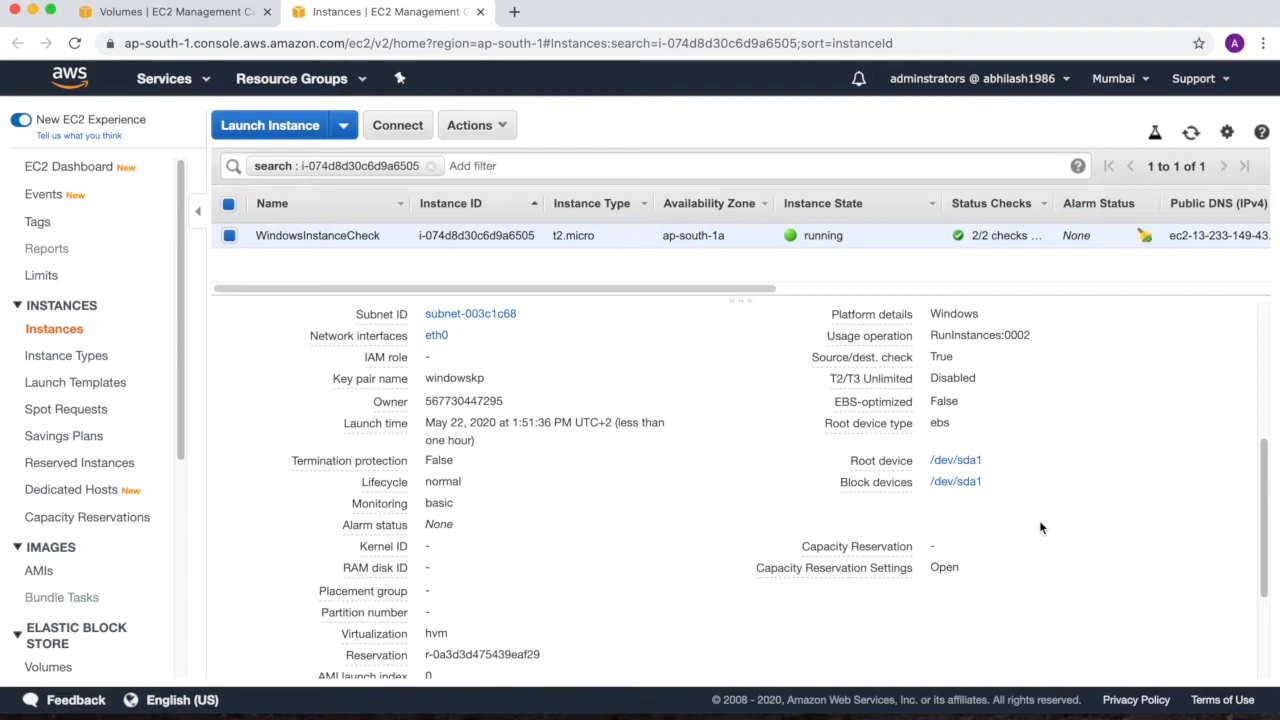 Volumes | EC2 Management Co
Instances | EC2 Management C
ap-south-1.console.aws.amazon.com/ec2/v2/home?region=ap-south-1#Instances:search=i-074d8d30c6d9a6505;sort=instanceId
A
aws
Services
Resource Groups
adminstrators @ abhilash1986
Mumbai
Support
New EC2 Experience
Tell us what you think
EC2 Dashboard New
Events New
Tags
Reports
Limits
INSTANCES
Instances
Instance Types
Launch Templates
Spot Requests
Savings Plans
Reserved Instances
Dedicated Hosts New
Capacity Reservations
IMAGES
AMIs
Bundle Tasks
ELASTIC BLOCK
STORE
Volumes
Launch Instance
Connect
Actions
search : i-074d8d30c6d9a6505
Add filter
1 to 1 of 1
Name Instance ID Instance Type Availability Zone Instance State Status Checks Alarm Status Public DNS (IPv4)
WindowsInstanceCheck i-074d8d30c6d9a6505 t2.micro ap-south-1a running 2/2 checks ... None ec2-13-233-149-43.
Subnet ID subnet-003c1c68
Network interfaces eth0
IAM role -
Key pair name windowskp
Owner 567730447295
Launch time May 22, 2020 at 1:51:36 PM UTC+2 (less than
one hour)
Termination protection False
Lifecycle normal
Monitoring basic
Alarm status None
Kernel ID -
RAM disk ID -
Placement group -
Partition number -
Virtualization hvm
Reservation r-0a3d3d475439eaf29
AMI launch index 0
Platform details Windows
Usage operation RunInstances:0002
Source/dest. check True
T2/T3 Unlimited Disabled
EBS-optimized False
Root device type ebs
Root device /dev/sda1
Block devices /dev/sda1
Capacity Reservation -
Capacity Reservation Settings Open
Feedback
English (US)
© 2008 - 2020, Amazon Web Services, Inc. or its affiliates. All rights reserved.
Privacy Policy
Terms of Use